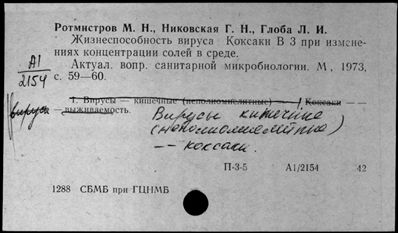 Ротмистров М. Н., Никовская Г. Н., Глоба Л. И.
Жизнеспособность вируса Коксаки В 3 при измене-
ниях концентрации солей в среде.
А1
2154
Актуал. вопр. санитарной микробиологии. М, 1973,
с. 59—60.
1. Вирусы — кишечные (неполиомиелитные) — Коксаки —
— выживаемость.
Вирусы
Вирусы кишечные
(неполиомиелитные)
— коксаки.
П-3-5 А1/2154 42
1288 СБМБ при ГЦНМБ